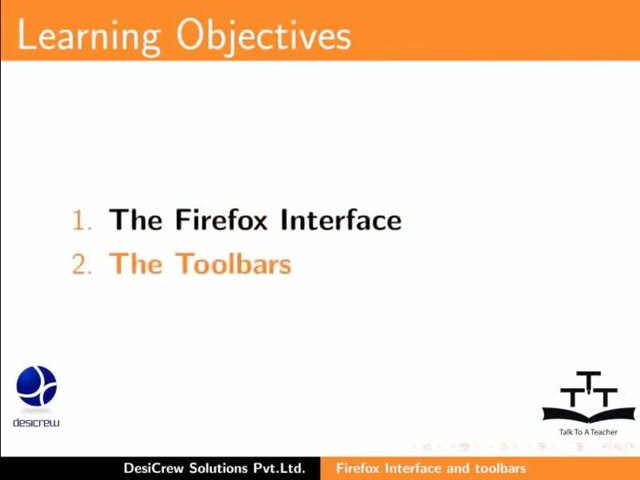 Learning Objectives
1. The Firefox Interface
2. The Toolbars
desicrew
TTT
Talk To A Teacher
DesiCrew Solutions Pvt.Ltd.
Firefox Interface and toolbars